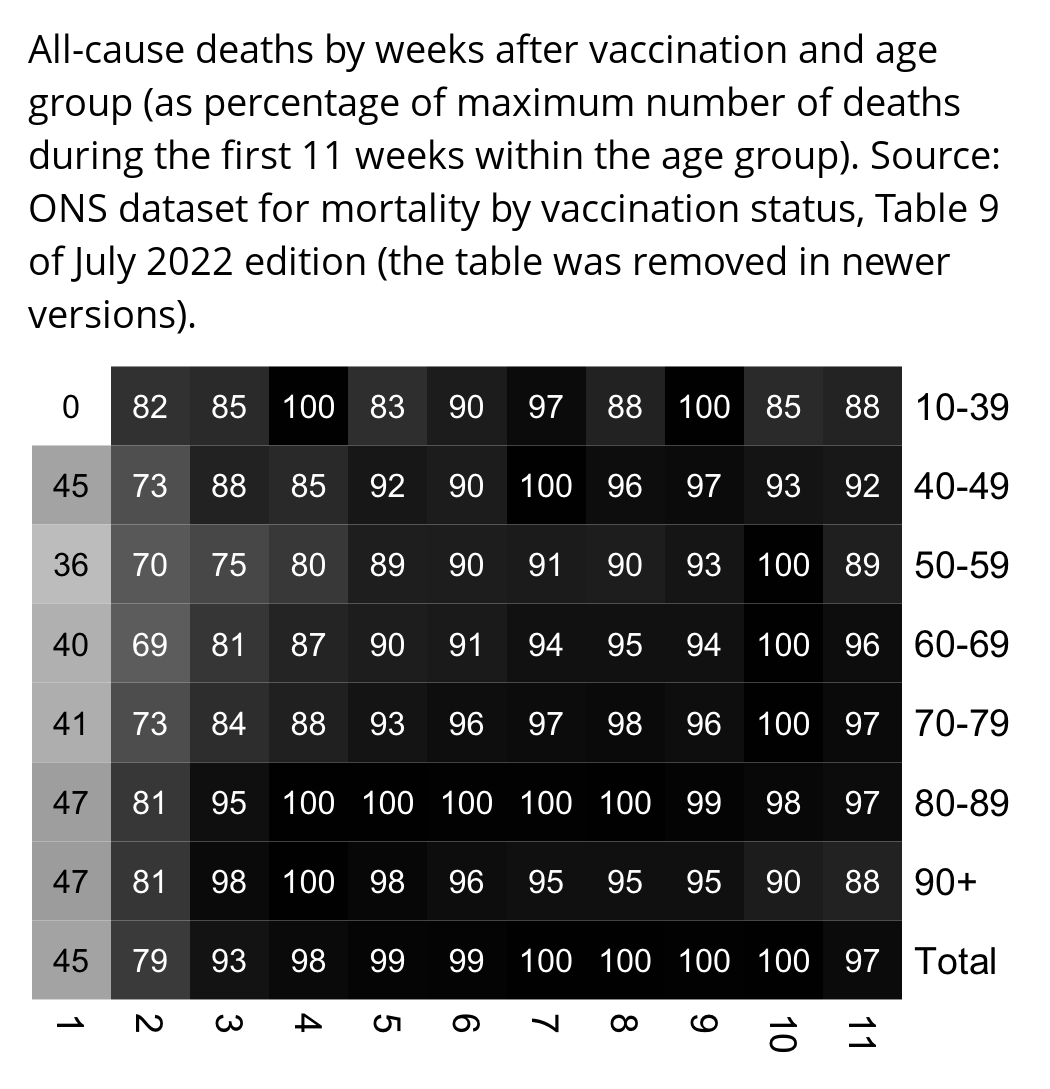 All-cause deaths by weeks after vaccination and age
group (as percentage of maximum number of deaths
during the first 11 weeks within the age group). Source:
ONS dataset for mortality by vaccination status, Table 9
of July 2022 edition (the table was removed in newer
versions).
0 82 85 100 83 90 97 88 100 85 88 10-39
45 73 88 85 92 90 100 96 97 93 92 40-49
36 70 75 80 89 90 91 90 93 100 89 50-59
40 69 81 87 90 91 94 95 94 100 96 60-69
41 73 84 88 93 96 97 98 96 100 97 70-79
47 81 95 100 100 100 100 100 99 98 97 80-89
47 81 98 100 98 96 95 95 95 90 88 90+
45 79 93 98 99 99 100 100 100 100 97 Total
1 2 3 4 5 6 7 8 9 10 11